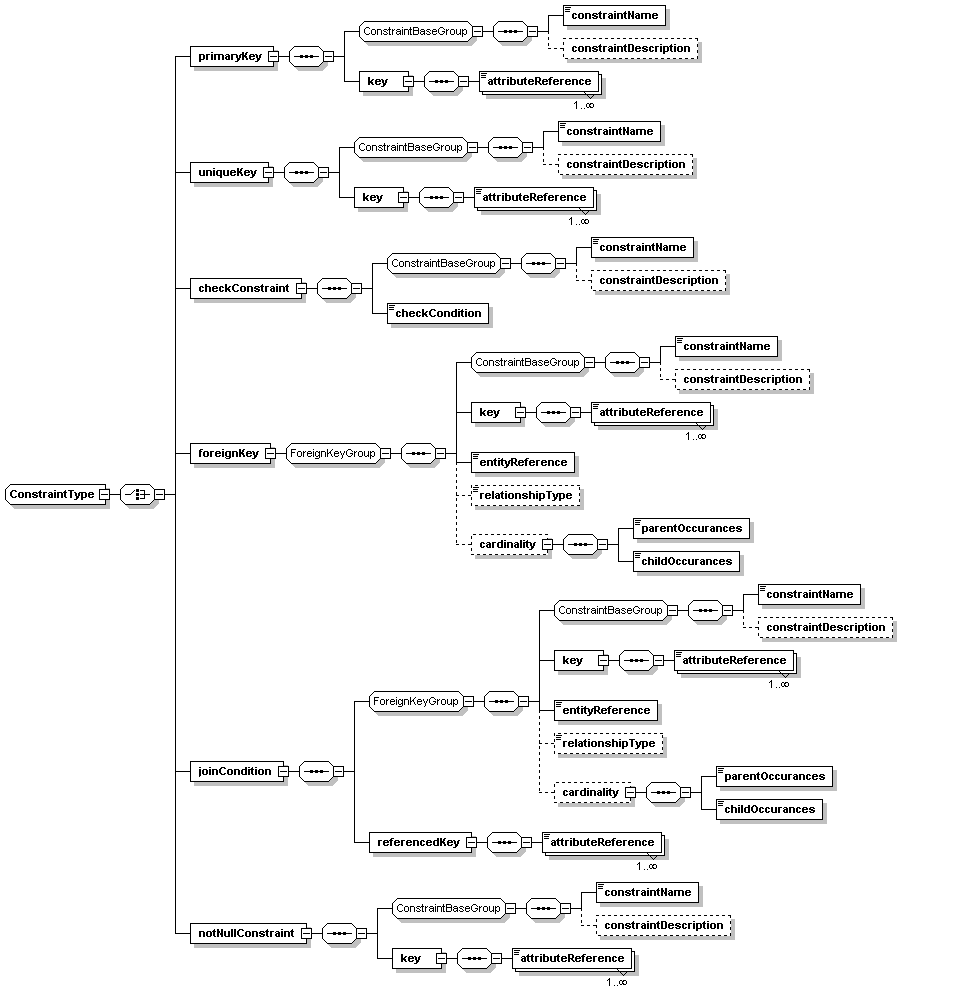 ConstraintBaseGroup
constraintName
constraintDescription
primaryKey
key
attributeReference
1..∞
ConstraintBaseGroup
constraintName
constraintDescription
uniqueKey
key
attributeReference
1..∞
ConstraintBaseGroup
constraintName
constraintDescription
checkConstraint
checkCondition
ConstraintBaseGroup
constraintName
constraintDescription
key
attributeReference
1..∞
foreignKey
ForeignKeyGroup
entityReference
relationshipType
ConstraintType
cardinality
parentOccurances
childOccurances
ConstraintBaseGroup
constraintName
constraintDescription
key
attributeReference
1..∞
ForeignKeyGroup
entityReference
relationshipType
joinCondition
cardinality
parentOccurances
childOccurances
referencedKey
attributeReference
1..∞
ConstraintBaseGroup
constraintName
constraintDescription
notNullConstraint
key
attributeReference
1..∞